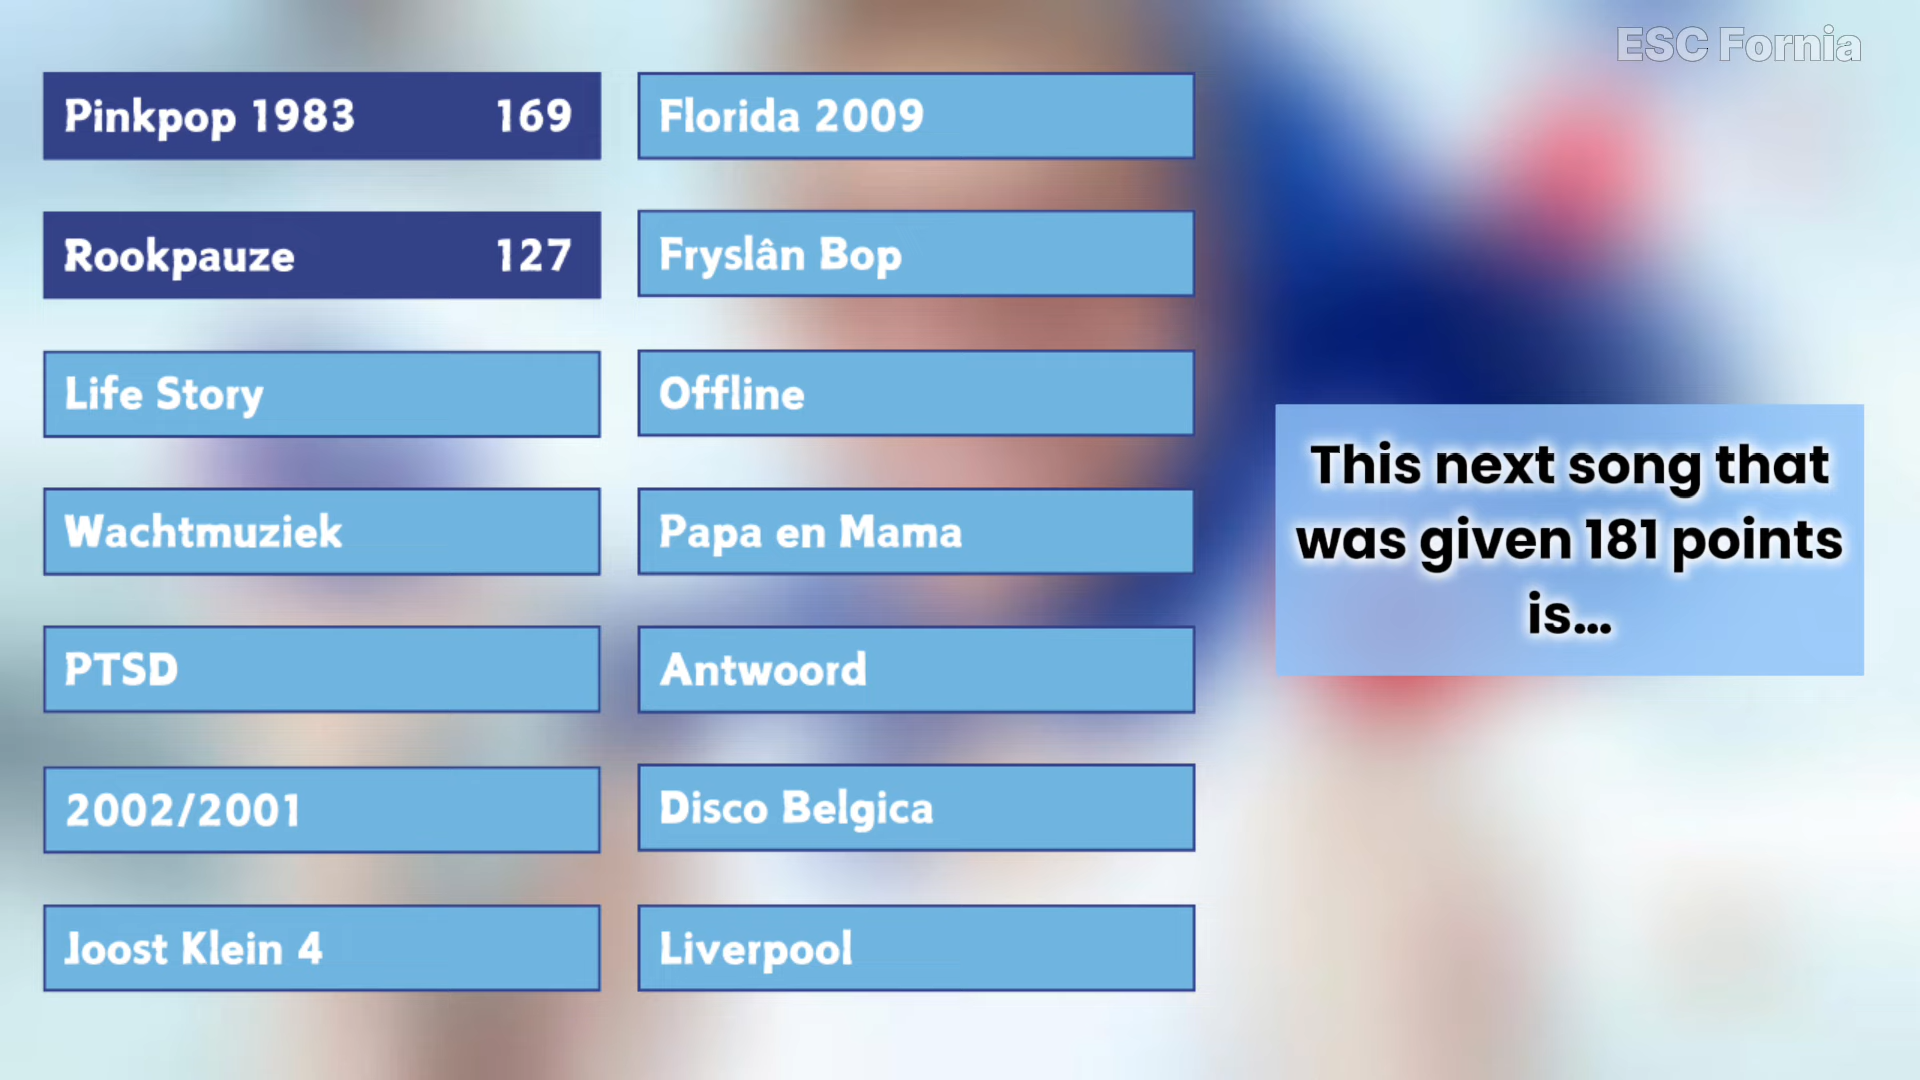 ESC Fornia
Pinkpop 1983 169
Rookpauze 127
Life Story
Wachtmuziek
PTSD
2002/2001
Joost Klein 4
Florida 2009
Fryslân Bop
Offline
Papa en Mama
Antwoord
Disco Belgica
Liverpool
This next song that
was given 181 points
is...